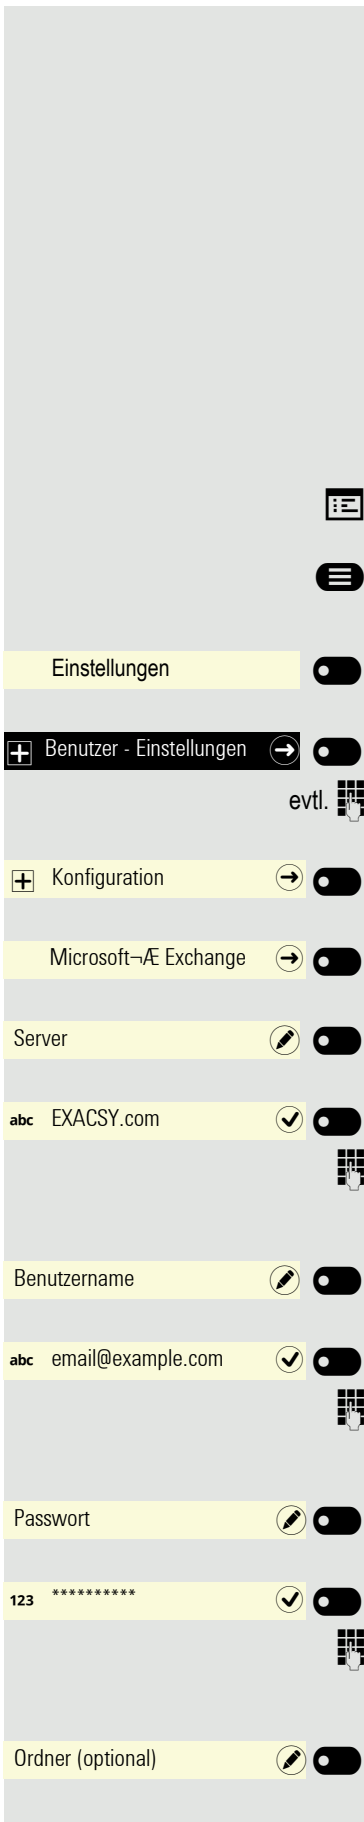 Einstellungen
Benutzer - Einstellungen
evtl.
Konfiguration
Microsoft¬Æ Exchange
Server
abc EXACSY.com
Benutzername
abc email@example.com
Passwort
123 **********
Ordner (optional)